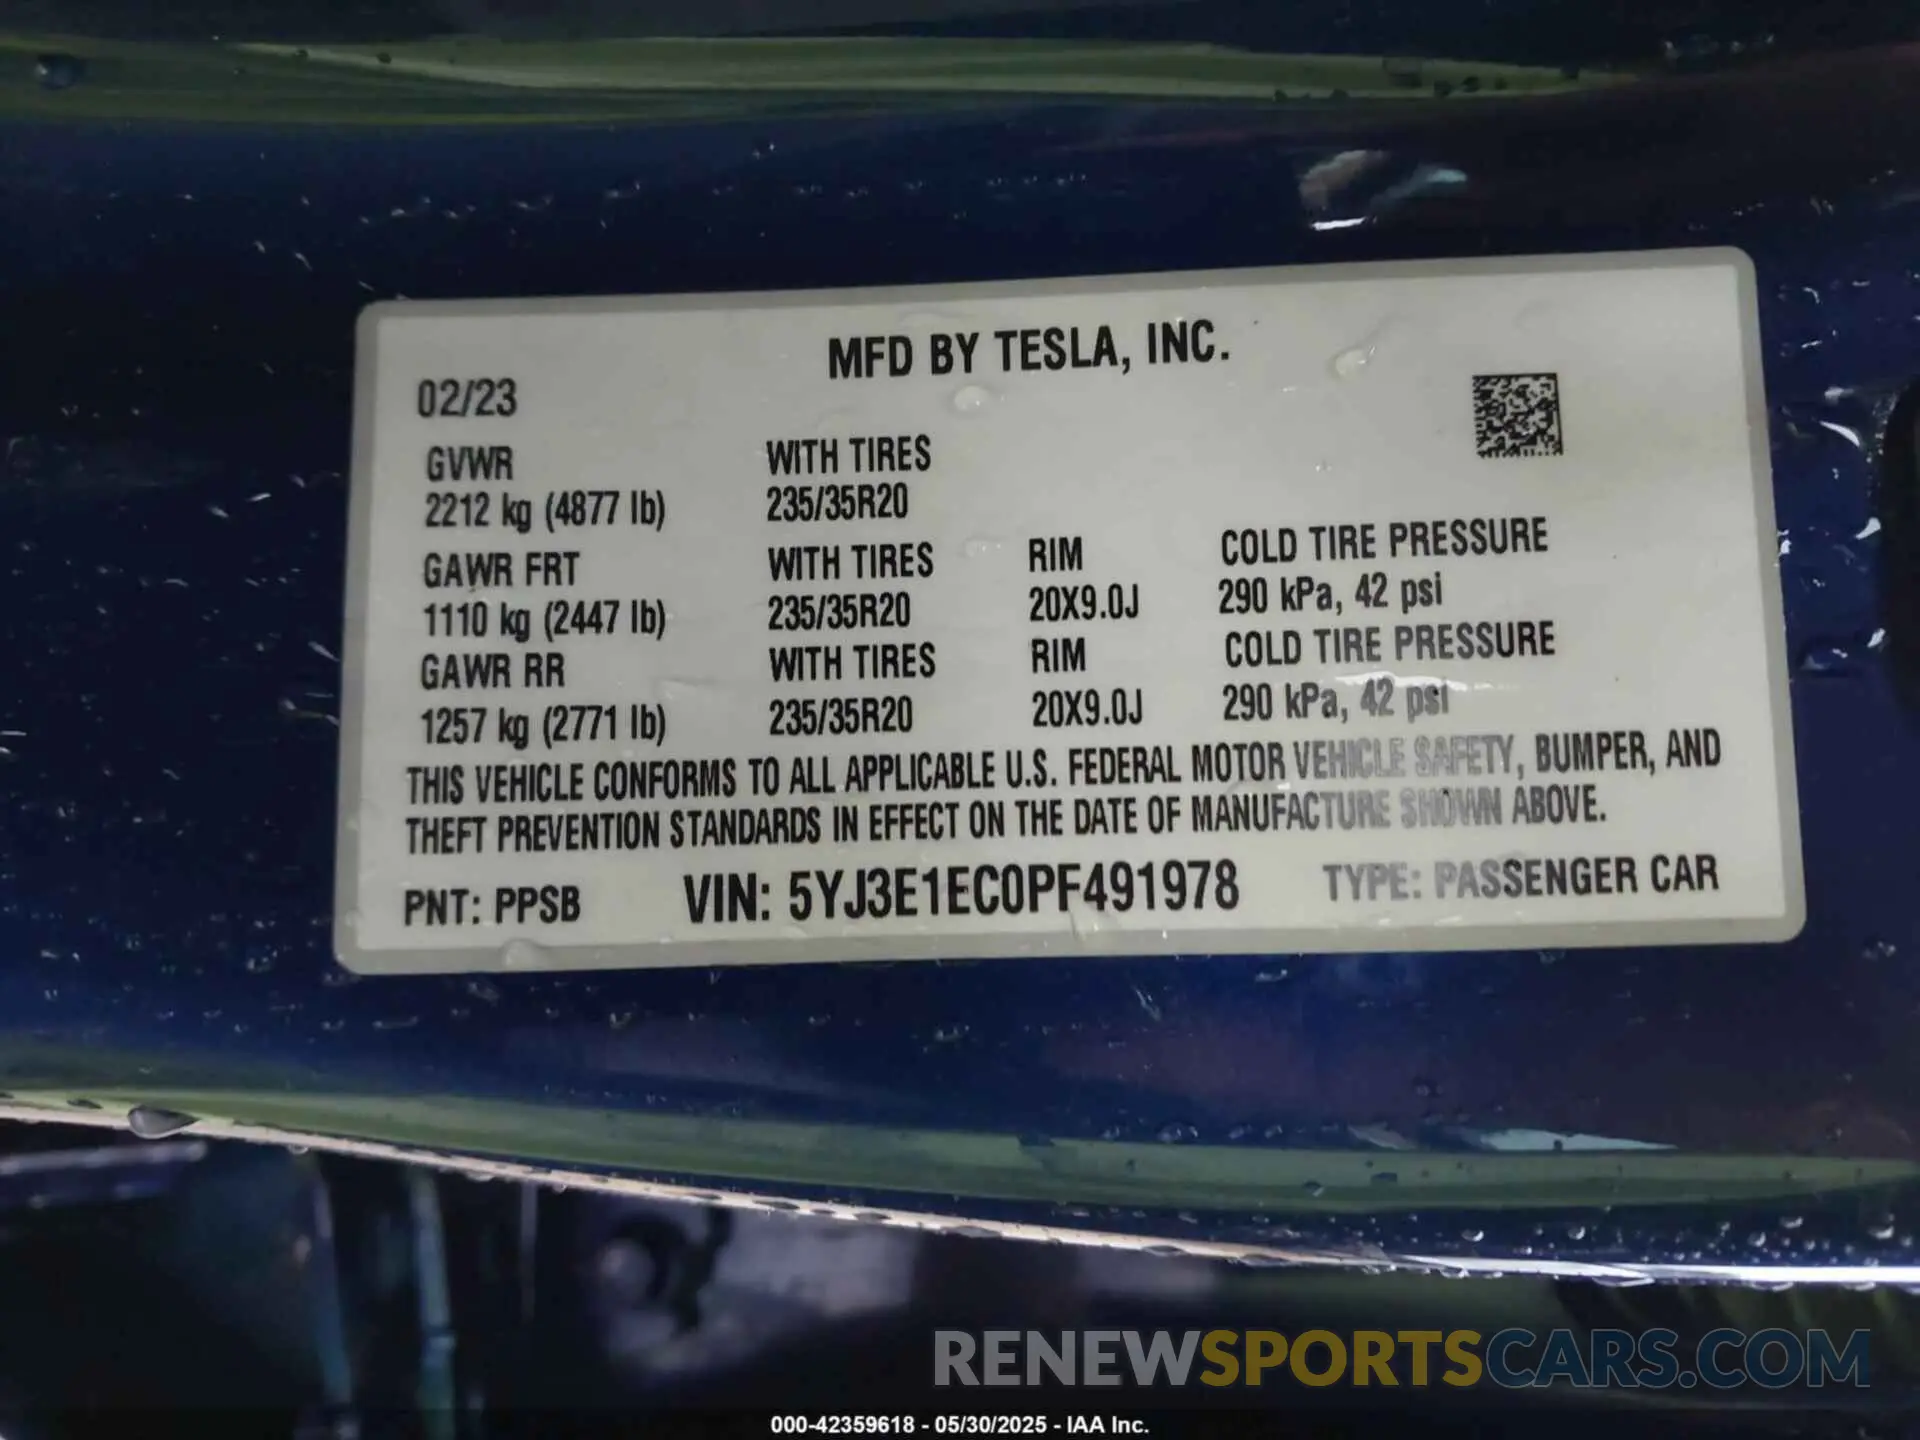 MFD BY TESLA, INC.
02/23
GVWR WITH TIRES
2212 kg (4877 lb) 235/35R20
GAWR FRT WITH TIRES RIM COLD TIRE PRESSURE
1110 kg (2447 lb) 235/35R20 20X9.0J 290 kPa, 42 psi
GAWR RR WITH TIRES RIM COLD TIRE PRESSURE
1257 kg (2771 lb) 235/35R20 20X9.0J 290 kPa, 42 psi
THIS VEHICLE CONFORMS TO ALL APPLICABLE U.S. FEDERAL MOTOR VEHICLE SAFETY, BUMPER, AND
THEFT PREVENTION STANDARDS IN EFFECT ON THE DATE OF MANUFACTURE SHOWN ABOVE.
PNT: PPSB VIN: 5YJ3E1EC0PF491978 TYPE: PASSENGER CAR
RENEWSPORTSCARS.COM
000-42359618 - 05/30/2025 - IAA Inc.